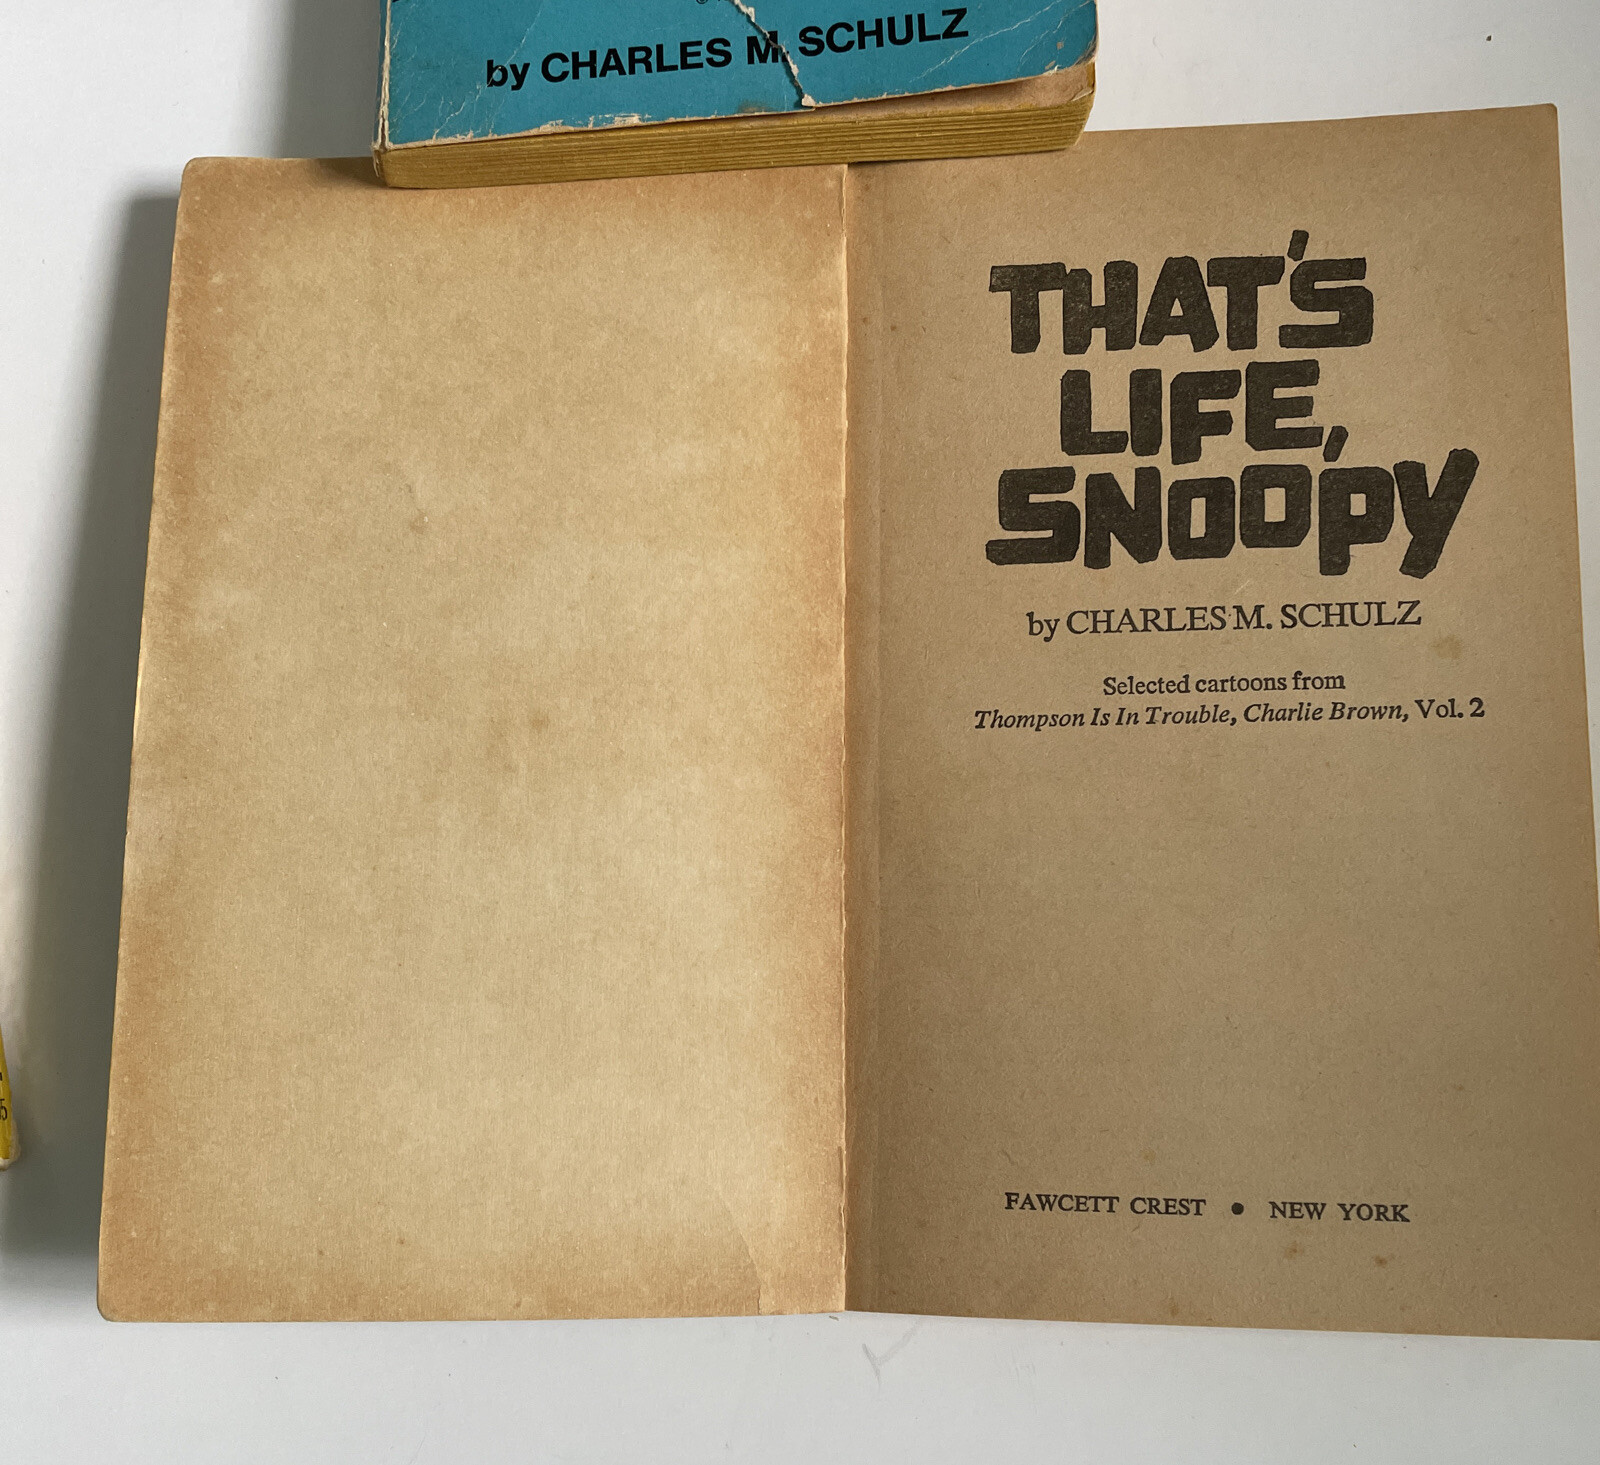 by CHARLES M. SCHULZ
THAT'S
LIFE,
SNOOPY
by CHARLES M. SCHULZ
Selected cartoons from
Thompson Is In Trouble, Charlie Brown, Vol. 2
FAWCETT CREST • NEW YORK